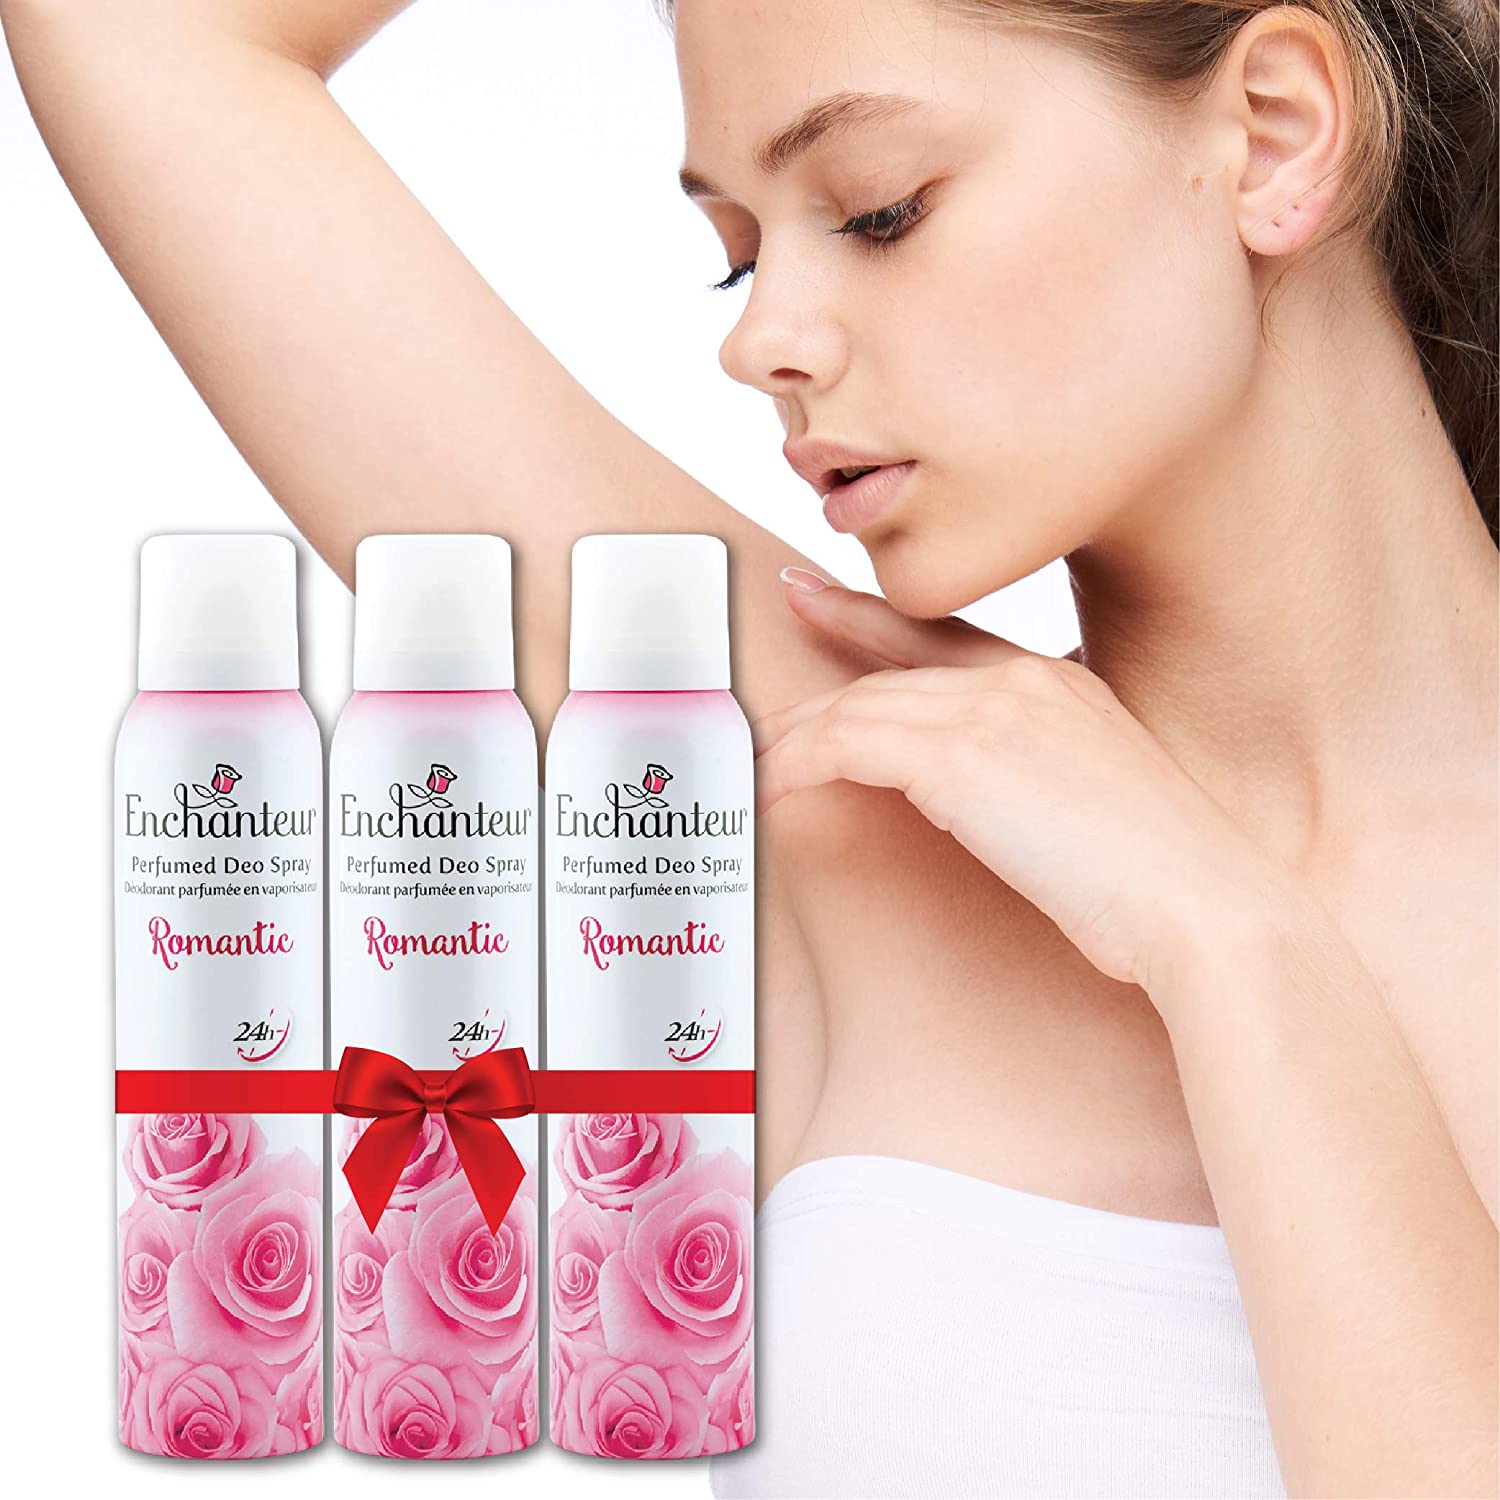 Enchanteur
Perfumed Deo Spray
Déodorant parfumée en vaporisateur
Romantic
24h
Enchanteur
Perfumed Deo Spray
Déodorant parfumée en vaporisateur
Romantic
24h
Enchanteur
Perfumed Deo Spray
Déodorant parfumée en vaporisateur
Romantic
24h